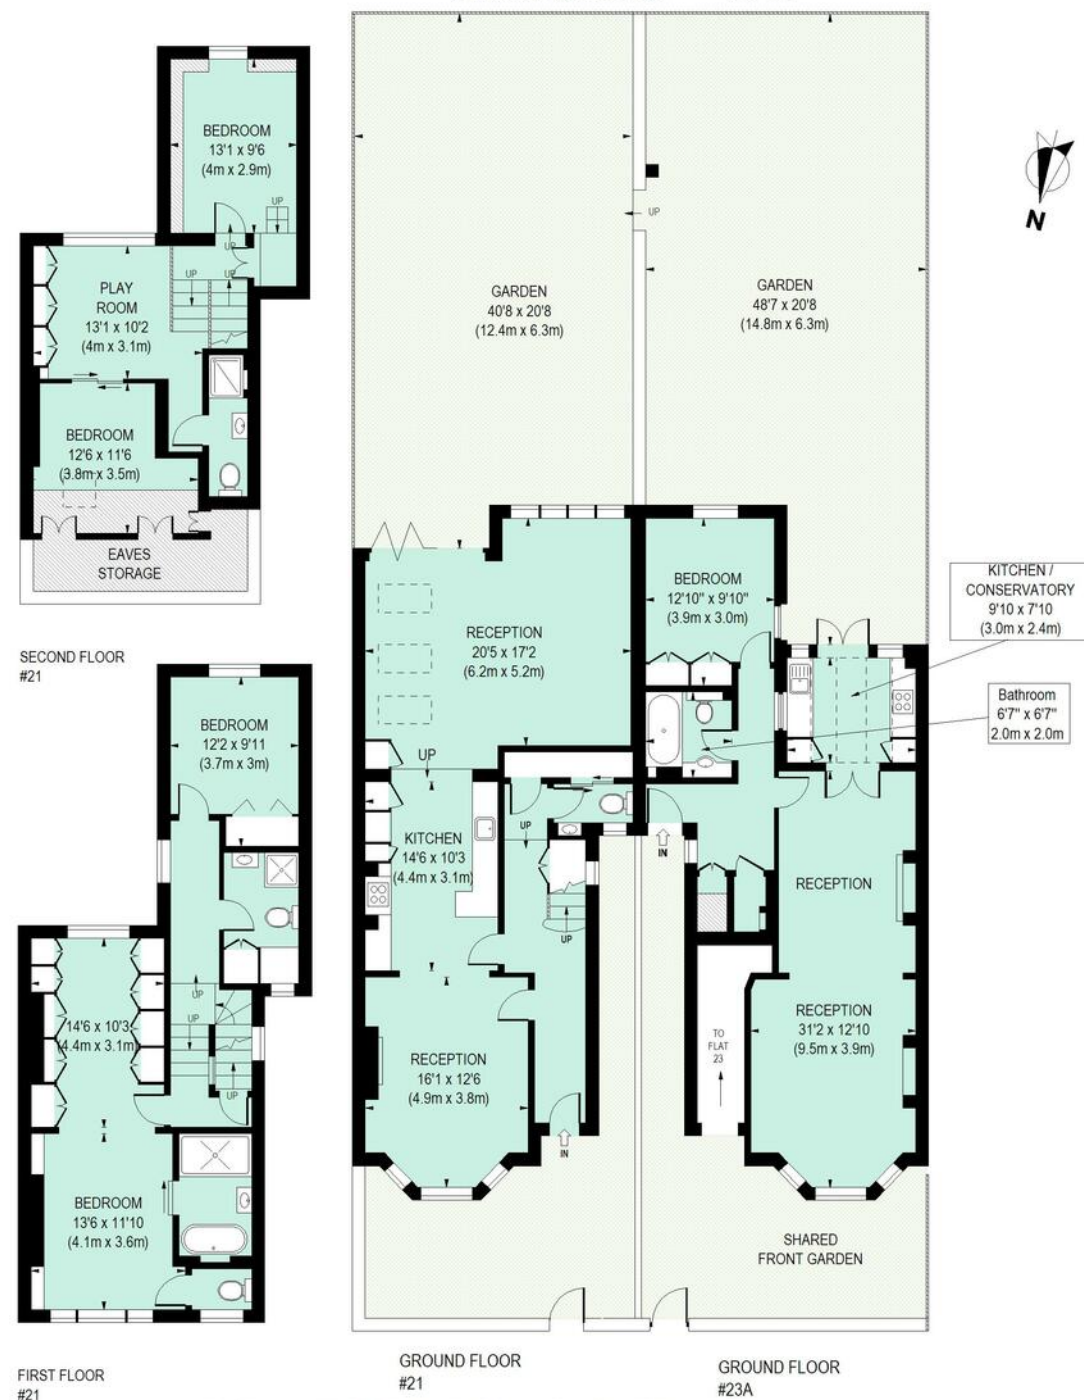 BEDROOM
13'1 x 9'6
(4m x 2.9m)
UP
UP
UP
UP
PLAY
ROOM
13'1 x 10'2
(4m x 3.1m)
BEDROOM
12'6 x 11'6
(3.8m x 3.5m)
EAVES
STORAGE
SECOND FLOOR
#21
BEDROOM
12'2 x 9'11
(3.7m x 3m)
14'6 x 10'3
(4.4m x 3.1m)
UP
UP
UP
BEDROOM
13'6 x 11'10
(4.1m x 3.6m)
FIRST FLOOR
#21
N
GARDEN
40'8 x 20'8
(12.4m x 6.3m)
UP
GARDEN
48'7 x 20'8
(14.8m x 6.3m)
RECEPTION
20'5 x 17'2
(6.2m x 5.2m)
UP
KITCHEN
14'6 x 10'3
(4.4m x 3.1m)
UP
UP
RECEPTION
16'1 x 12'6
(4.9m x 3.8m)
IN
GROUND FLOOR
#21
BEDROOM
12'10" x 9'10"
(3.9m x 3.0m)
KITCHEN /
CONSERVATORY
9'10 x 7'10
(3.0m x 2.4m)
Bathroom
6'7" x 6'7"
2.0m x 2.0m
IN
RECEPTION
RECEPTION
31'2 x 12'10
(9.5m x 3.9m)
TO
FLAT
23
SHARED
FRONT GARDEN
GROUND FLOOR
#23A